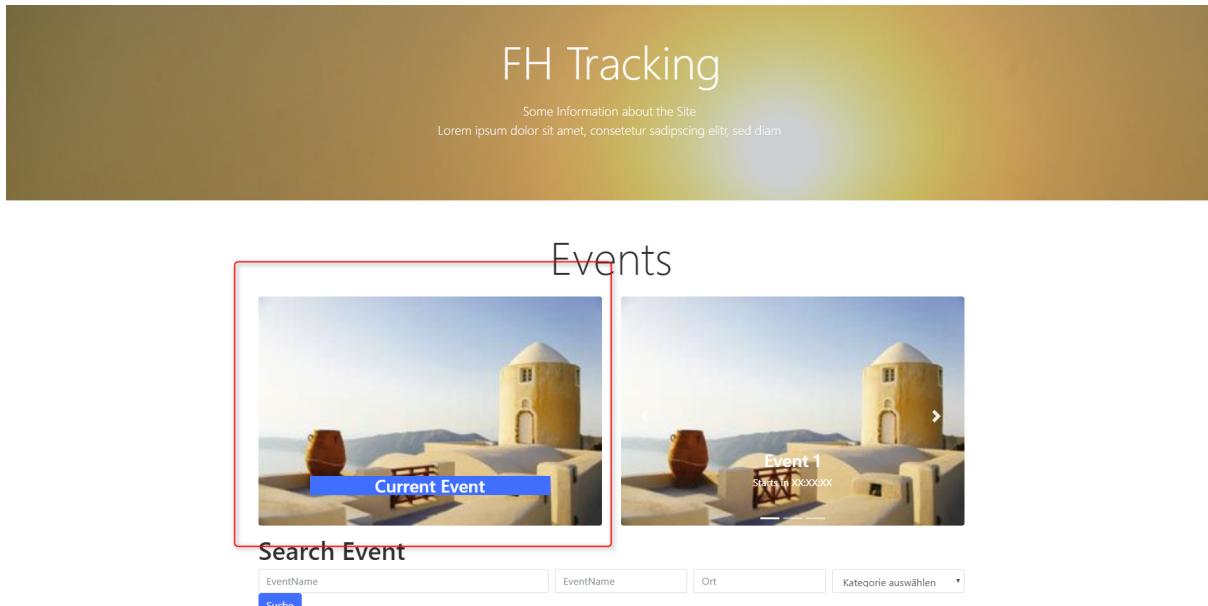 FH Tracking
Some Information about the Site
Lorem ipsum dolor sit amet, consetetur sadipscing elitr, sed diam
Events
Current Event
Event 1
Starts in XX:XX:XX
Search Event
EventName
EventName
Ort
Kategorie auswählen
Suche